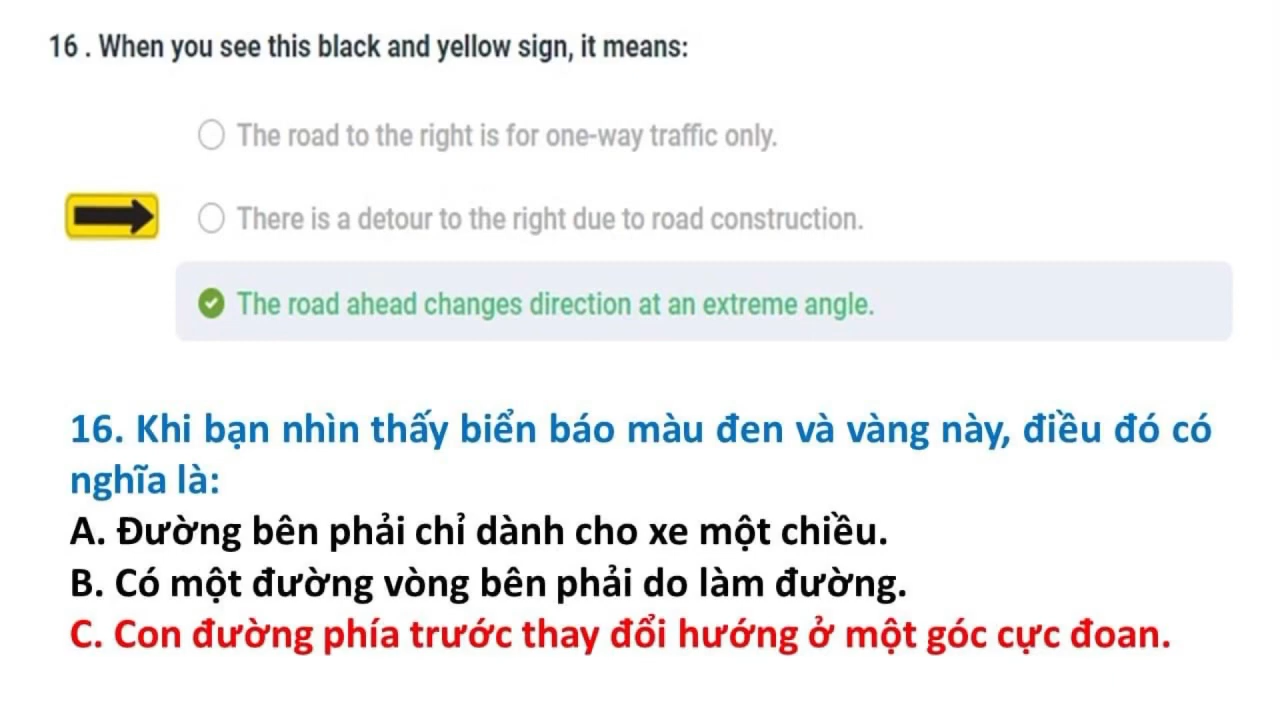 16 . When you see this black and yellow sign, it means:
The road to the right is for one-way traffic only.
There is a detour to the right due to road construction.
The road ahead changes direction at an extreme angle.
16. Khi bạn nhìn thấy biển báo màu đen và vàng này, điều đó có
nghĩa là:
A. Đường bên phải chỉ dành cho xe một chiều.
B. Có một đường vòng bên phải do làm đường.
C. Con đường phía trước thay đổi hướng ở một góc cực đoan.